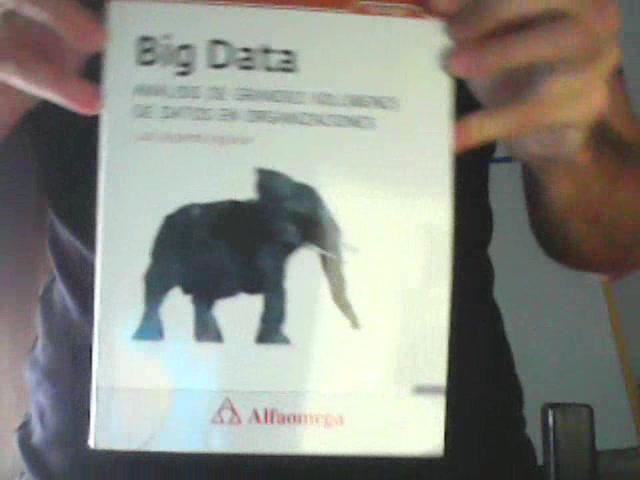 Big Data
ANÁLISIS DE GRANDES VOLÚMENES
DE DATOS EN ORGANIZACIONES
Alfaomega